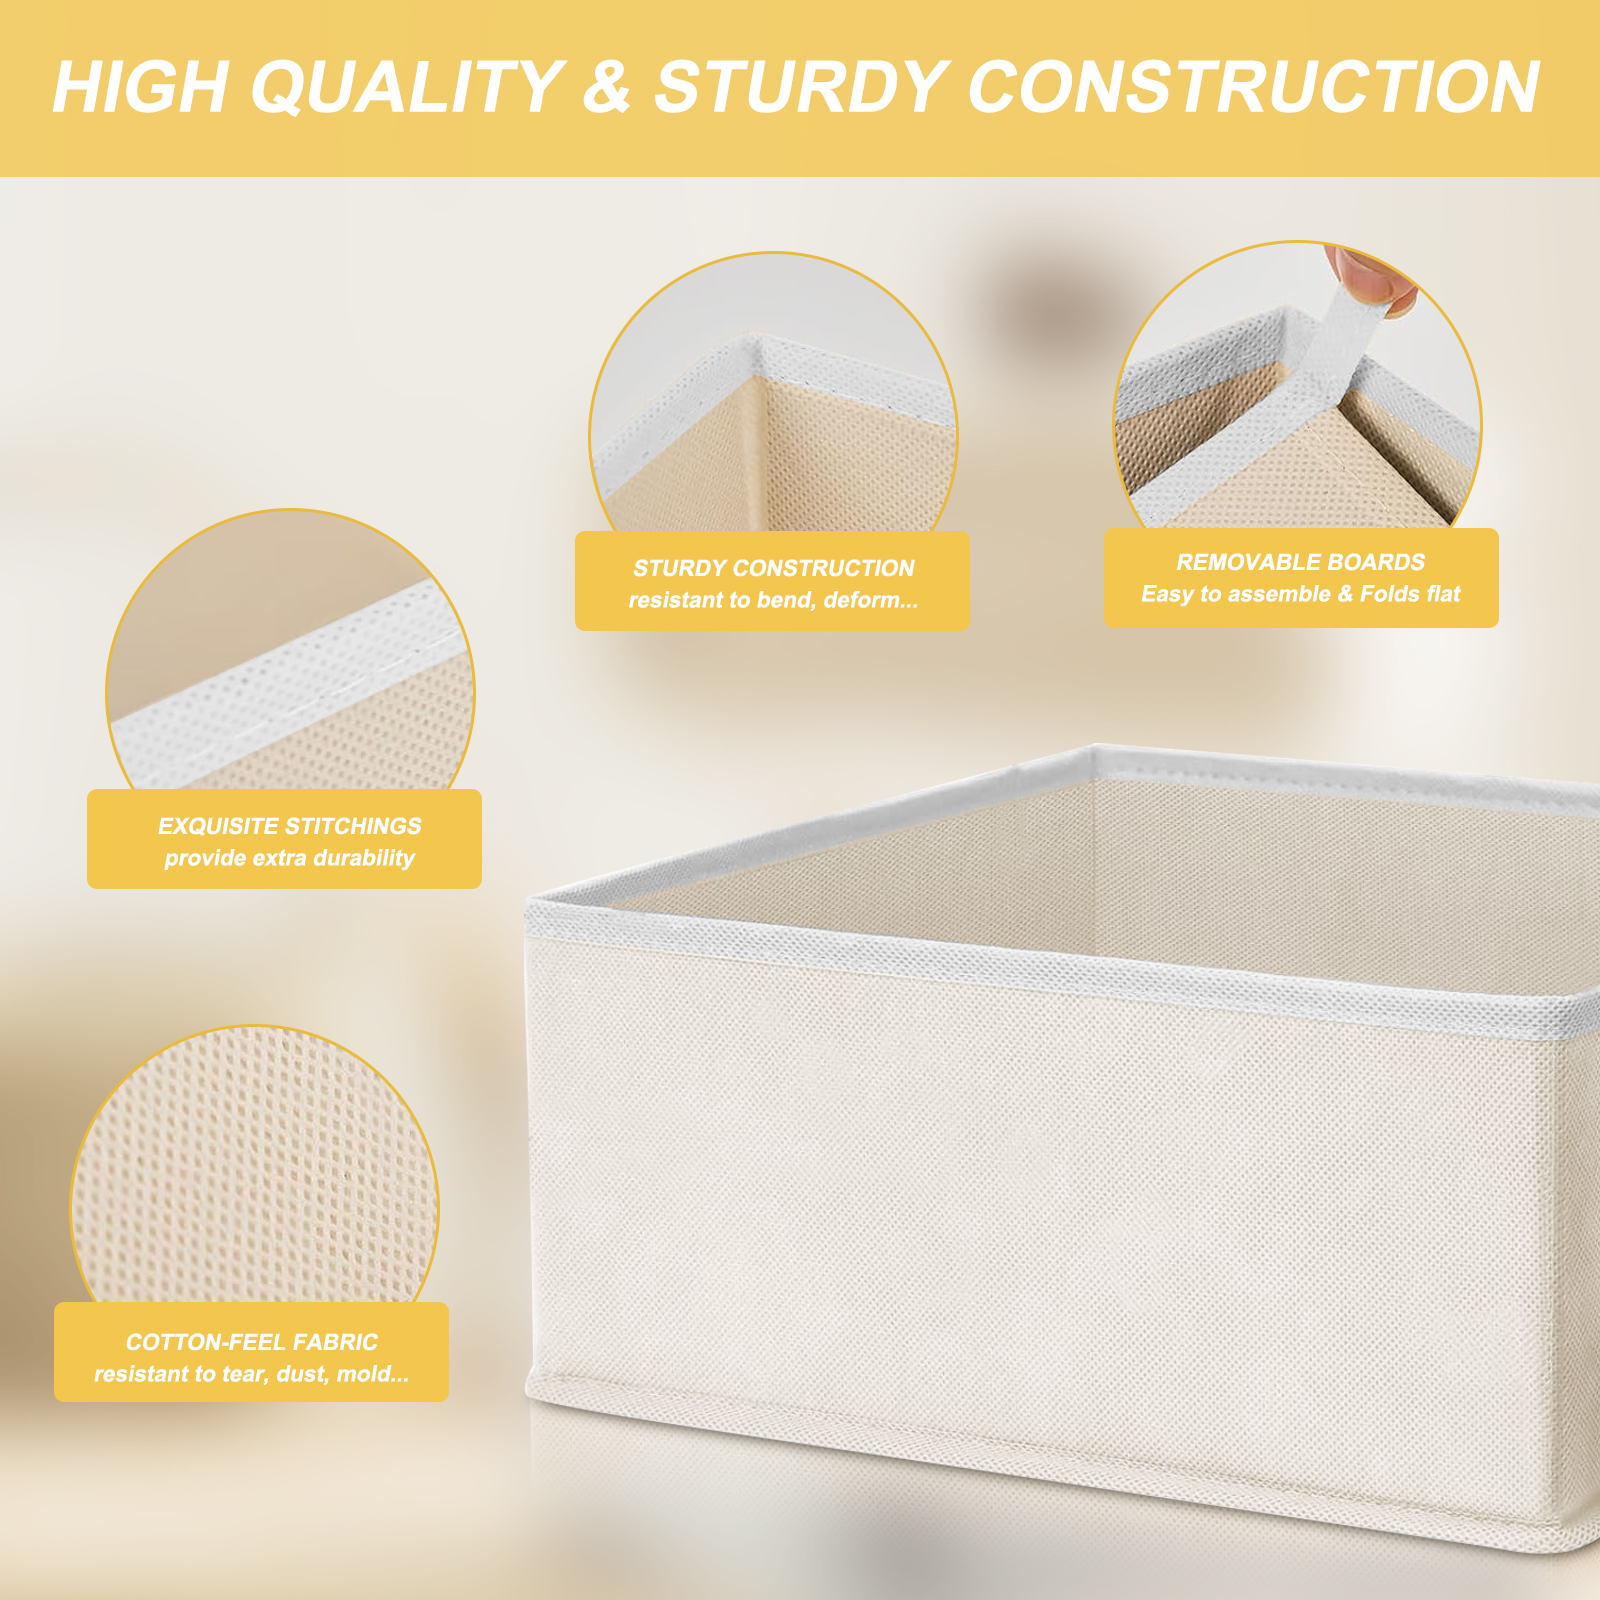 HIGH QUALITY & STURDY CONSTRUCTION
STURDY CONSTRUCTION
resistant to bend, deform...
REMOVABLE BOARDS
Easy to assemble & Folds flat
EXQUISITE STITCHINGS
provide extra durability
COTTON-FEEL FABRIC
resistant to tear, dust, mold...